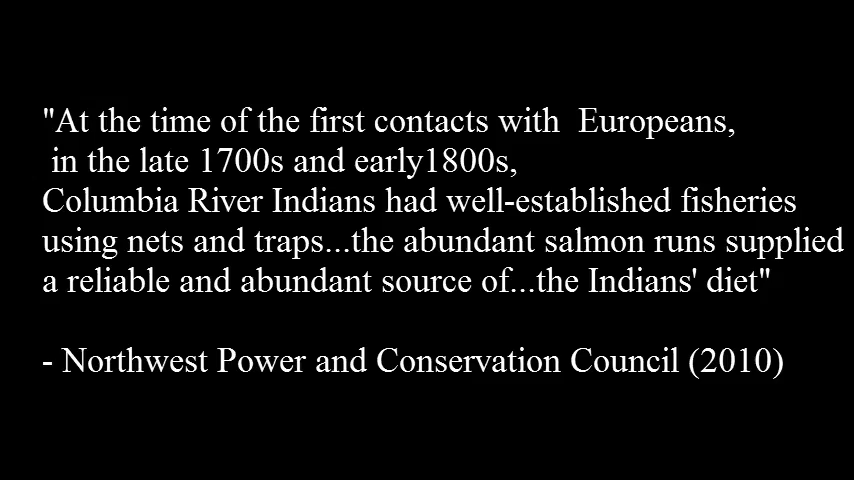 "At the time of the first contacts with  Europeans,
in the late 1700s and early1800s,
Columbia River Indians had well-established fisheries
using nets and traps...the abundant salmon runs supplied
a reliable and abundant source of...the Indians' diet"
- Northwest Power and Conservation Council (2010)